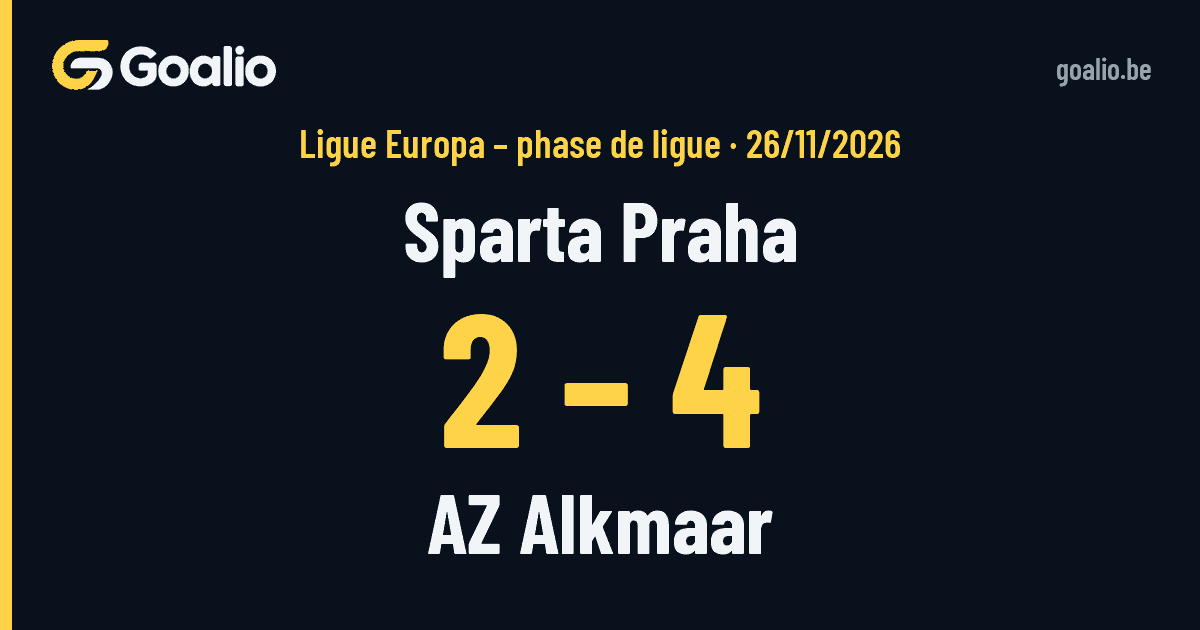 Goalio
goalio.be
Ligue Europa – phase de ligue · 26/11/2026
Sparta Praha
2 – 4
AZ Alkmaar